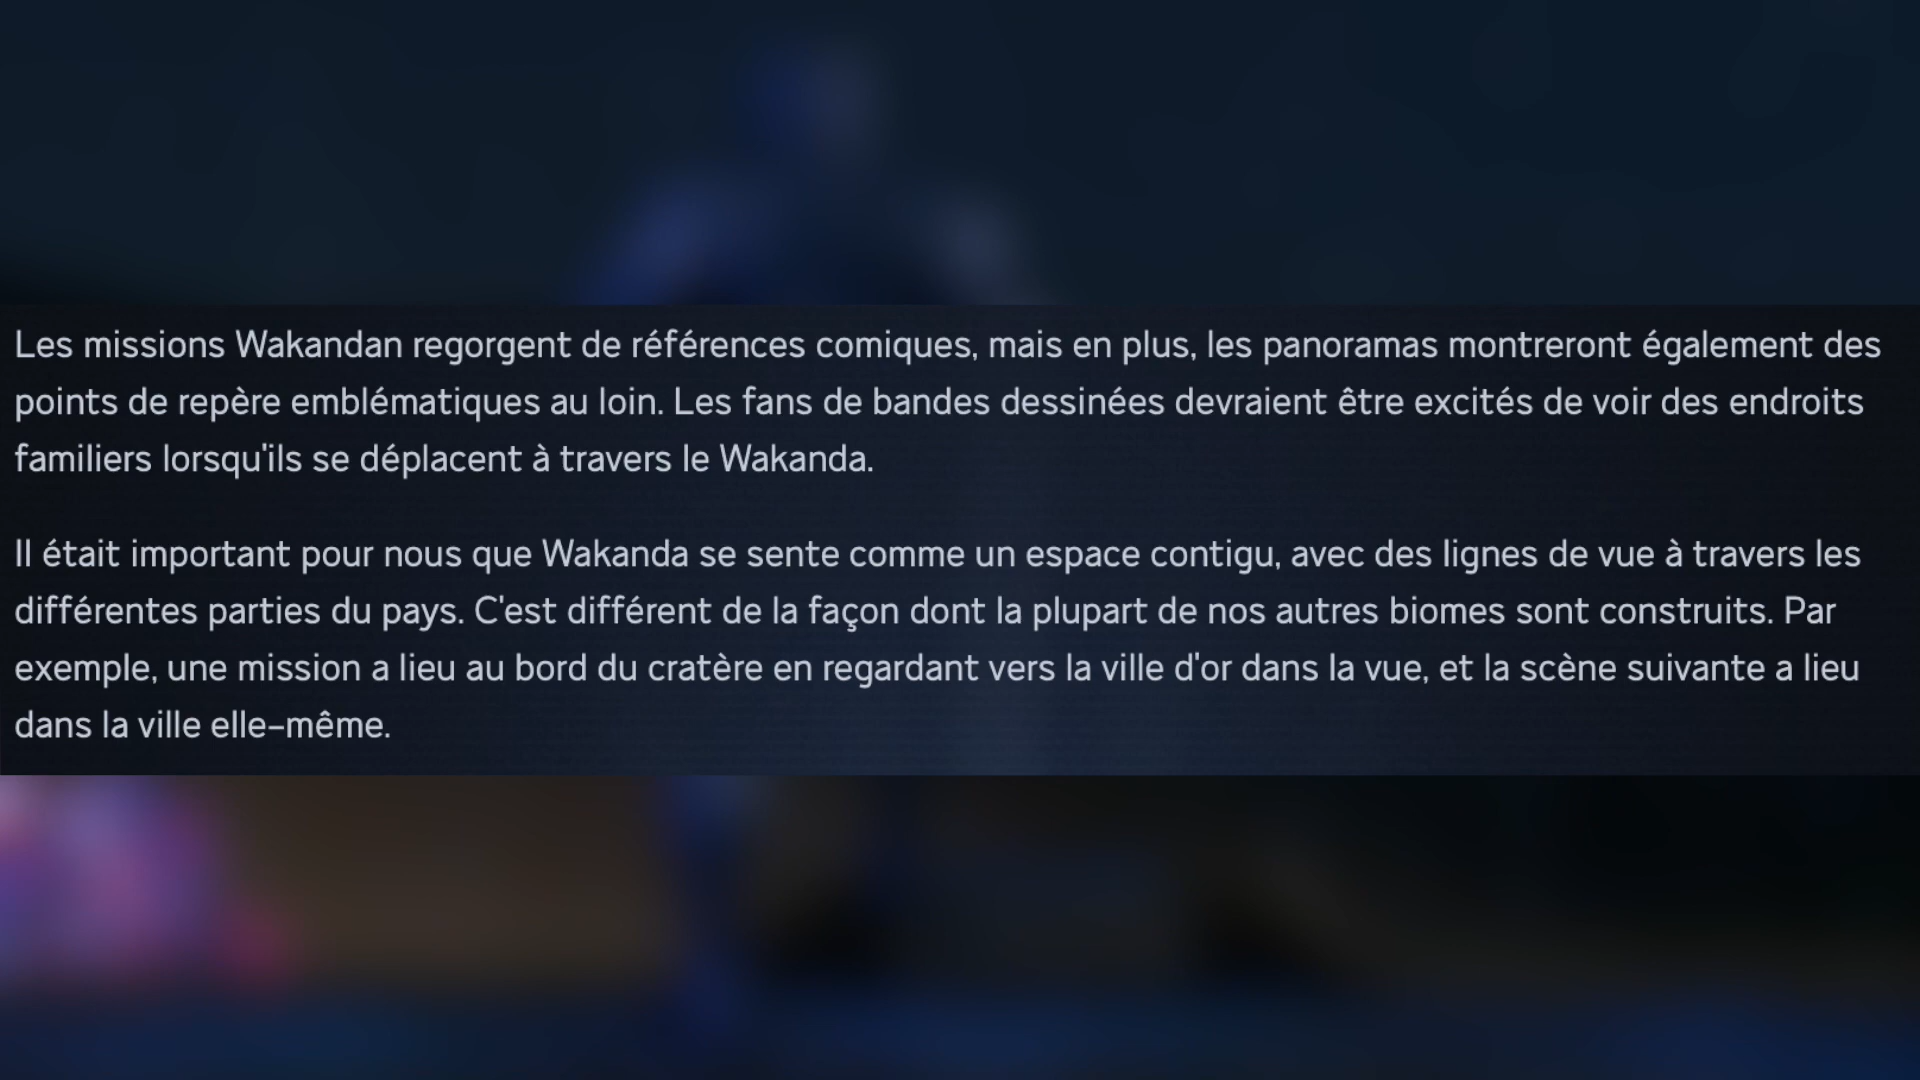 Les missions Wakandan regorgent de références comiques, mais en plus, les panoramas montreront également des
points de repère emblématiques au loin. Les fans de bandes dessinées devraient être excités de voir des endroits
familiers lorsqu'ils se déplacent à travers le Wakanda.
Il était important pour nous que Wakanda se sente comme un espace contigu, avec des lignes de vue à travers les
différentes parties du pays. C'est différent de la façon dont la plupart de nos autres biomes sont construits. Par
exemple, une mission a lieu au bord du cratère en regardant vers la ville d'or dans la vue, et la scène suivante a lieu
dans la ville elle-même.